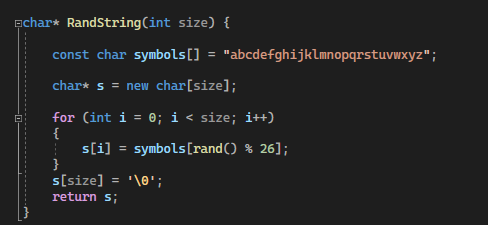 char* RandString(int size) {
const char symbols[] = "abcdefghijklmnopqrstuvwxyz";
char* s = new char[size];
for (int i = 0; i < size; i++)
{
s[i] = symbols[rand() % 26];
}
s[size] = '\0';
return s;
}